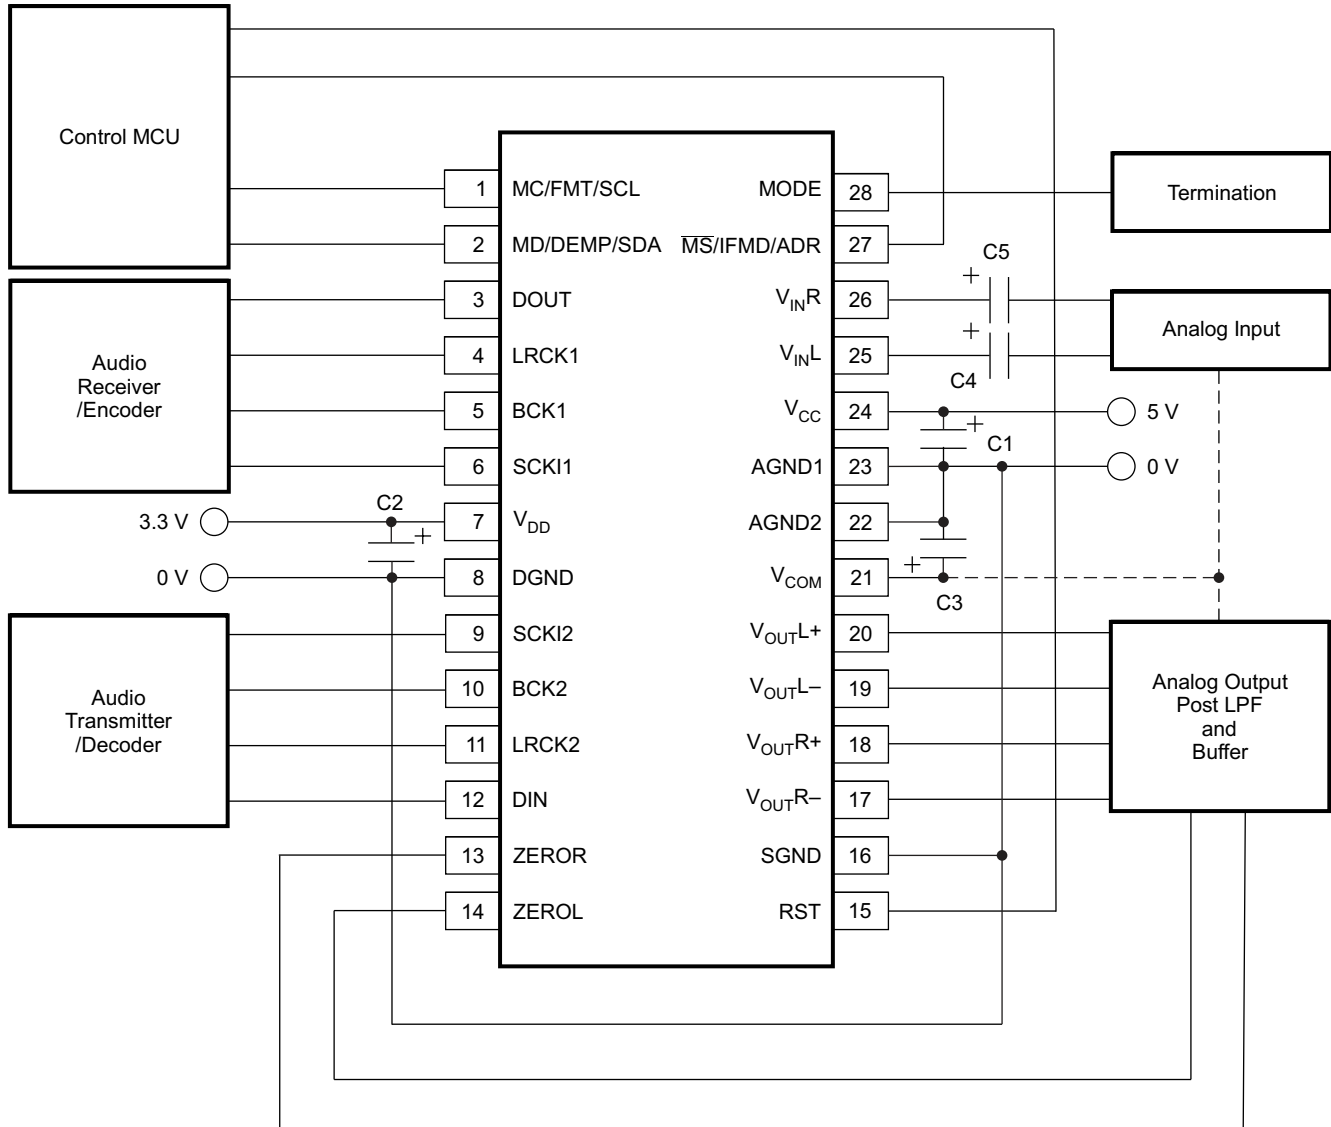 Control MCU
Audio
Receiver
/Encoder
3.3 V
C2
+
0 V
Audio
Transmitter
/Decoder
1 MC/FMT/SCL
2 MD/DEMP/SDA
3 DOUT
4 LRCK1
5 BCK1
6 SCKI1
7 VDD
8 DGND
9 SCKI2
10 BCK2
11 LRCK2
12 DIN
13 ZEROR
14 ZEROL
MODE 28
M̅S̅/IFMD/ADR 27
VINR 26
VINL 25
VCC 24
AGND1 23
AGND2 22
VCOM 21
VOUTL+ 20
VOUTL– 19
VOUTR+ 18
VOUTR– 17
SGND 16
RST 15
C5
+
+
C4
+
C1
+
C3
Termination
Analog Input
5 V
0 V
Analog Output
Post LPF
and
Buffer